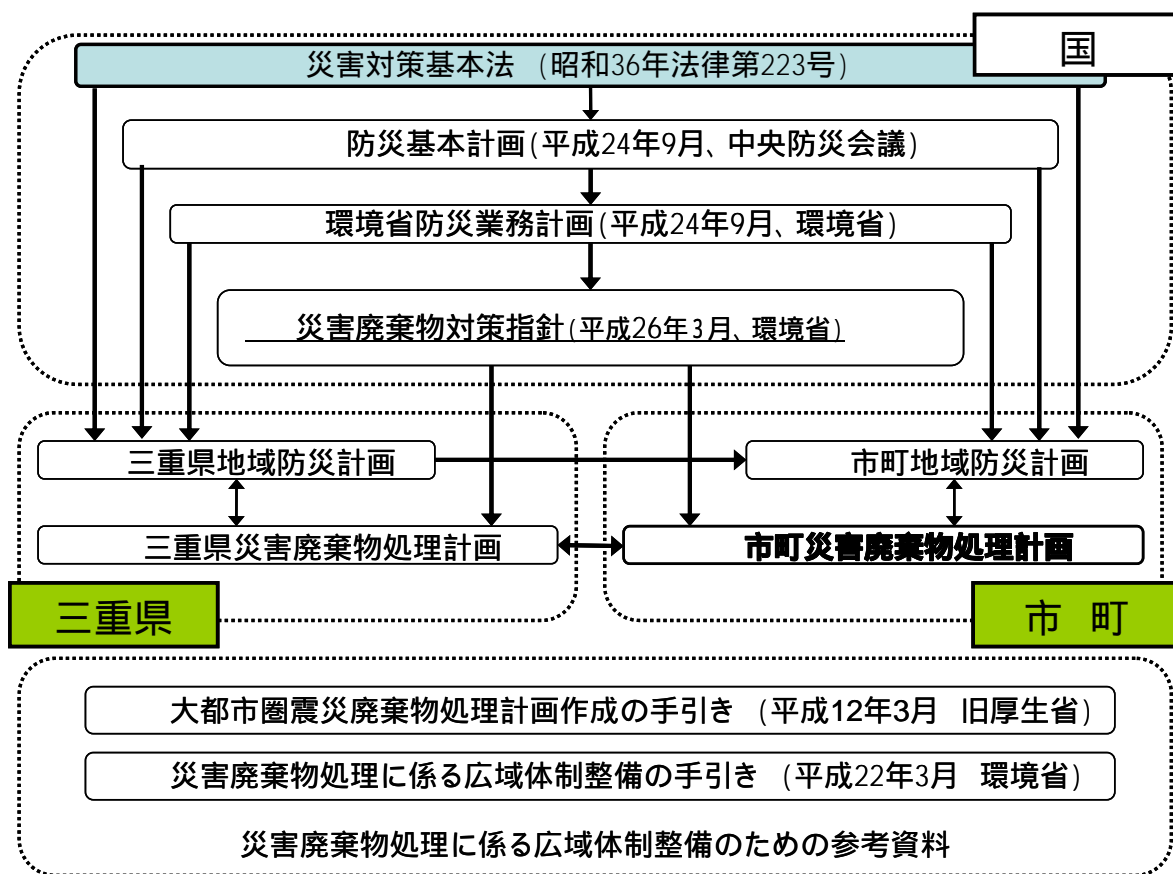 国
災害対策基本法 (昭和36年法律第223号)
防災基本計画(平成24年9月、中央防災会議)
環境省防災業務計画(平成24年9月、環境省)
災害廃棄物対策指針(平成26年3月、環境省)
三重県地域防災計画
市町地域防災計画
三重県災害廃棄物処理計画
市町災害廃棄物処理計画
三重県
市 町
大都市圏震災廃棄物処理計画作成の手引き (平成12年3月 旧厚生省)
災害廃棄物処理に係る広域体制整備の手引き (平成22年3月 環境省)
災害廃棄物処理に係る広域体制整備のための参考資料